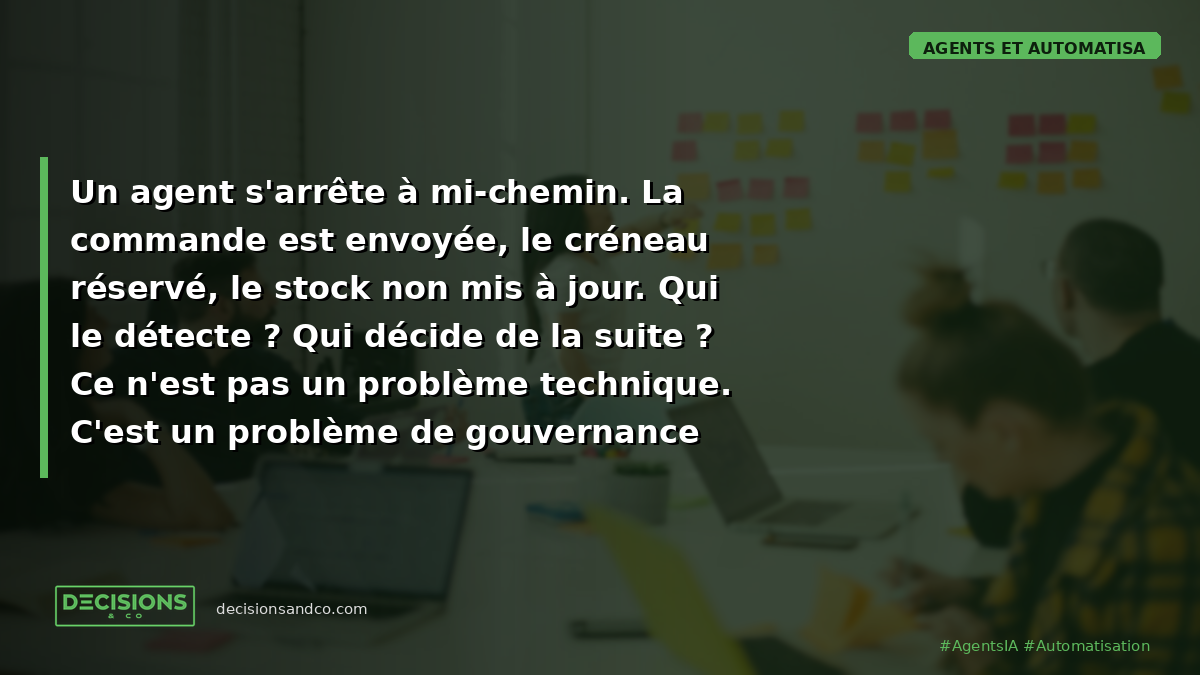 AGENTS ET AUTOMATISA
Un agent s'arrête à mi-chemin. La
commande est envoyée, le créneau
réservé, le stock non mis à jour. Qui
le détecte ? Qui décide de la suite ?
Ce n'est pas un problème technique.
C'est un problème de gouvernance
DECISIONS
& CO
decisionsandco.com
#AgentsIA #Automatisation